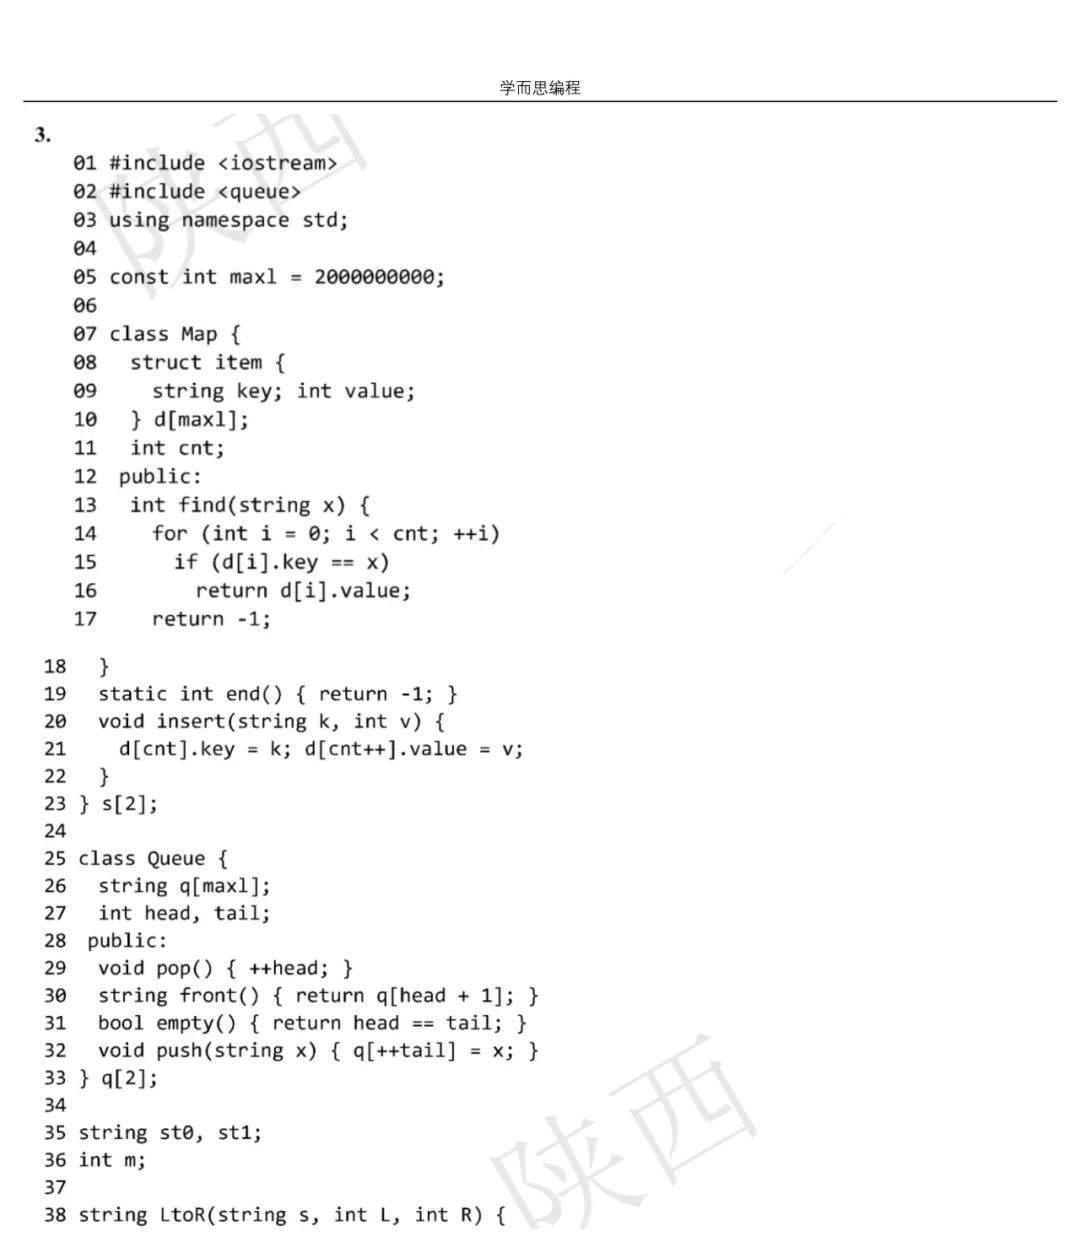 学而思编程
3.
01 #include <iostream>
02 #include <queue>
03 using namespace std;
04
05 const int maxl = 2000000000;
06
07 class Map {
08   struct item {
09     string key; int value;
10   } d[maxl];
11   int cnt;
12  public:
13   int find(string x) {
14     for (int i = 0; i < cnt; ++i)
15       if (d[i].key == x)
16         return d[i].value;
17     return -1;
18   }
19   static int end() { return -1; }
20   void insert(string k, int v) {
21     d[cnt].key = k; d[cnt++].value = v;
22   }
23 } s[2];
24
25 class Queue {
26   string q[maxl];
27   int head, tail;
28  public:
29   void pop() { ++head; }
30   string front() { return q[head + 1]; }
31   bool empty() { return head == tail; }
32   void push(string x) { q[++tail] = x; }
33 } q[2];
34
35 string st0, st1;
36 int m;
37
38 string LtoR(string s, int L, int R) {
陕西
陕西